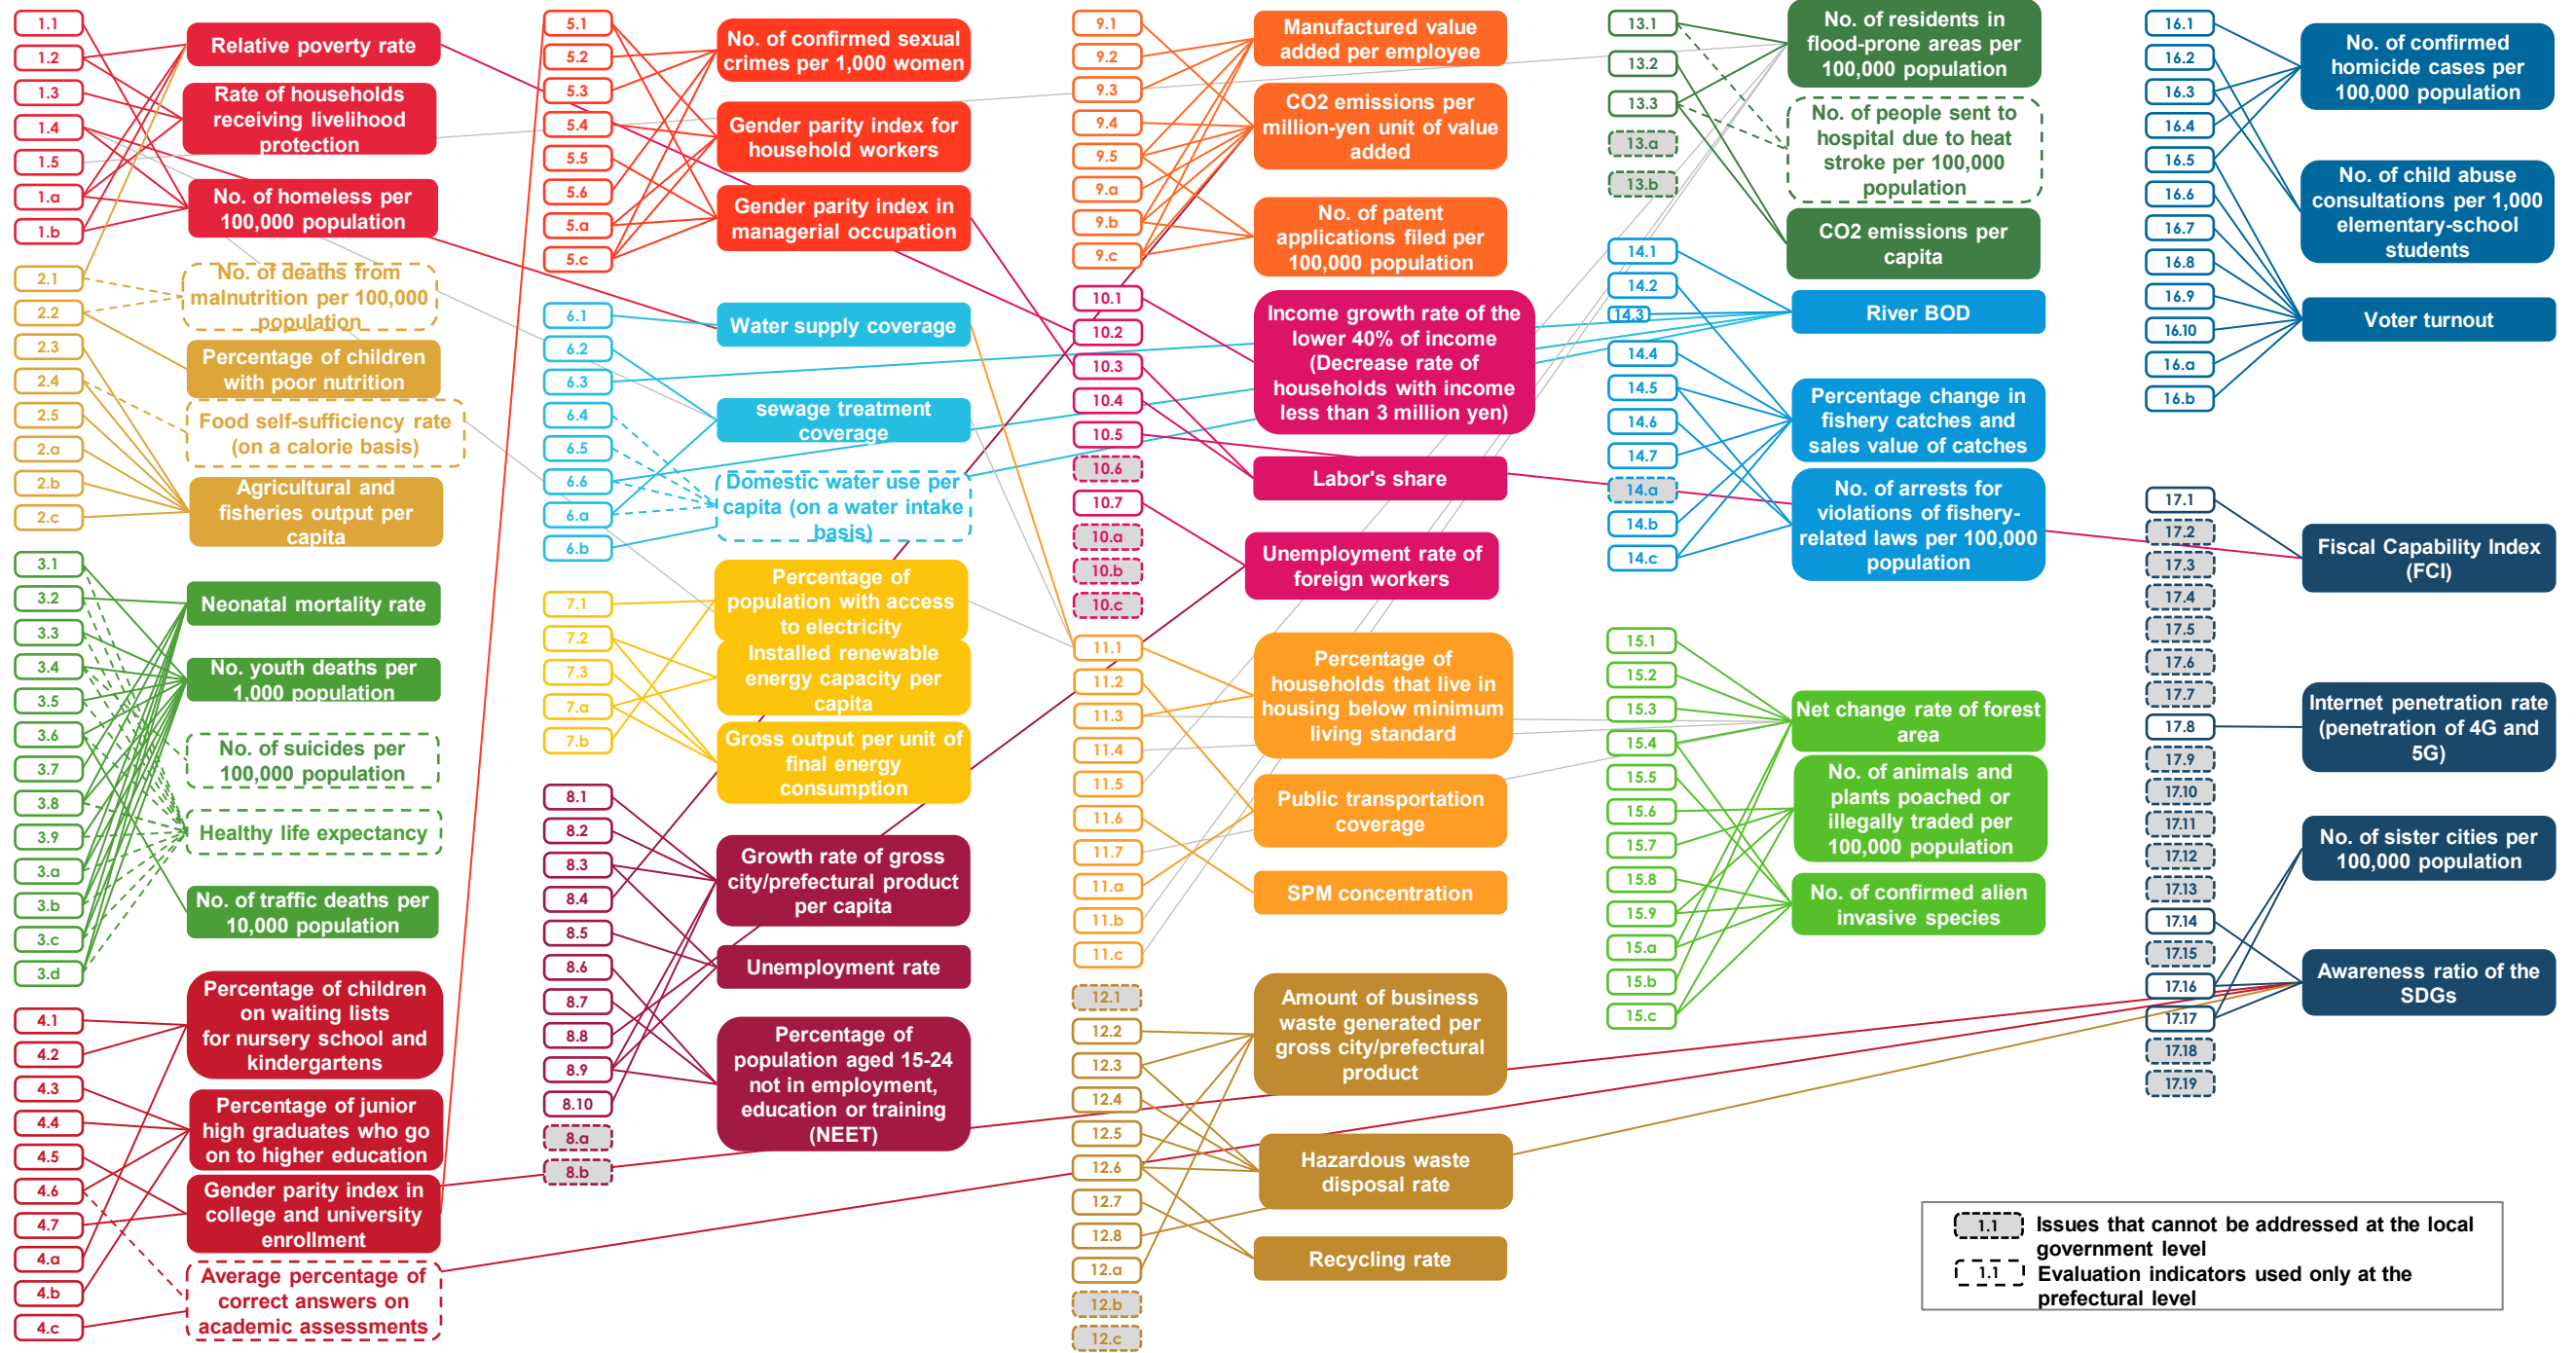 1.1
1.2
1.3
1.4
1.5
1.a
1.b
Relative poverty rate
Rate of households
receiving livelihood
protection
No. of homeless per
100,000 population
2.1
2.2
2.3
2.4
2.5
2.a
2.b
2.c
No. of deaths from
malnutrition per 100,000
population
Percentage of children
with poor nutrition
Food self-sufficiency rate
(on a calorie basis)
Agricultural and
fisheries output per
capita
3.1
3.2
3.3
3.4
3.5
3.6
3.7
3.8
3.9
3.a
3.b
3.c
3.d
Neonatal mortality rate
No. youth deaths per
1,000 population
No. of suicides per
100,000 population
Healthy life expectancy
No. of traffic deaths per
10,000 population
4.1
4.2
4.3
4.4
4.5
4.6
4.7
4.a
4.b
4.c
Percentage of children
on waiting lists
for nursery school and
kindergartens
Percentage of junior
high graduates who go
on to higher education
Gender parity index in
college and university
enrollment
Average percentage of
correct answers on
academic assessments
5.1
5.2
5.3
5.4
5.5
5.6
5.a
5.c
No. of confirmed sexual
crimes per 1,000 women
Gender parity index for
household workers
Gender parity index in
managerial occupation
6.1
6.2
6.3
6.4
6.5
6.6
6.a
6.b
Water supply coverage
sewage treatment
coverage
Domestic water use per
capita (on a water intake
basis)
7.1
7.2
7.3
7.a
7.b
Percentage of
population with access
to electricity
Installed renewable
energy capacity per
capita
Gross output per unit of
final energy
consumption
8.1
8.2
8.3
8.4
8.5
8.6
8.7
8.8
8.9
8.10
8.a
8.b
Growth rate of gross
city/prefectural product
per capita
Unemployment rate
Percentage of
population aged 15-24
not in employment,
education or training
(NEET)
9.1
9.2
9.3
9.4
9.5
9.a
9.b
9.c
Manufactured value
added per employee
CO2 emissions per
million-yen unit of value
added
No. of patent
applications filed per
100,000 population
10.1
10.2
10.3
10.4
10.5
10.6
10.7
10.a
10.b
10.c
Income growth rate of the
lower 40% of income
(Decrease rate of
households with income
less than 3 million yen)
Labor's share
Unemployment rate of
foreign workers
11.1
11.2
11.3
11.4
11.5
11.6
11.7
11.a
11.b
11.c
Percentage of
households that live in
housing below minimum
living standard
Public transportation
coverage
SPM concentration
12.1
12.2
12.3
12.4
12.5
12.6
12.7
12.8
12.a
12.b
12.c
Amount of business
waste generated per
gross city/prefectural
product
Hazardous waste
disposal rate
Recycling rate
13.1
13.2
13.3
13.a
13.b
No. of residents in
flood-prone areas per
100,000 population
No. of people sent to
hospital due to heat
stroke per 100,000
population
CO2 emissions per
capita
14.1
14.2
14.3
14.4
14.5
14.6
14.7
14.a
14.b
14.c
River BOD
Percentage change in
fishery catches and
sales value of catches
No. of arrests for
violations of fishery-
related laws per 100,000
population
15.1
15.2
15.3
15.4
15.5
15.6
15.7
15.8
15.9
15.a
15.b
15.c
Net change rate of forest
area
No. of animals and
plants poached or
illegally traded per
100,000 population
No. of confirmed alien
invasive species
16.1
16.2
16.3
16.4
16.5
16.6
16.7
16.8
16.9
16.10
16.a
16.b
No. of confirmed
homicide cases per
100,000 population
No. of child abuse
consultations per 1,000
elementary-school
students
Voter turnout
17.1
17.2
17.3
17.4
17.5
17.6
17.7
17.8
17.9
17.10
17.11
17.12
17.13
17.14
17.15
17.16
17.17
17.18
17.19
Fiscal Capability Index
(FCI)
Internet penetration rate
(penetration of 4G and
5G)
No. of sister cities per
100,000 population
Awareness ratio of the
SDGs
1.1 Issues that cannot be addressed at the local
government level
1.1 Evaluation indicators used only at the
prefectural level